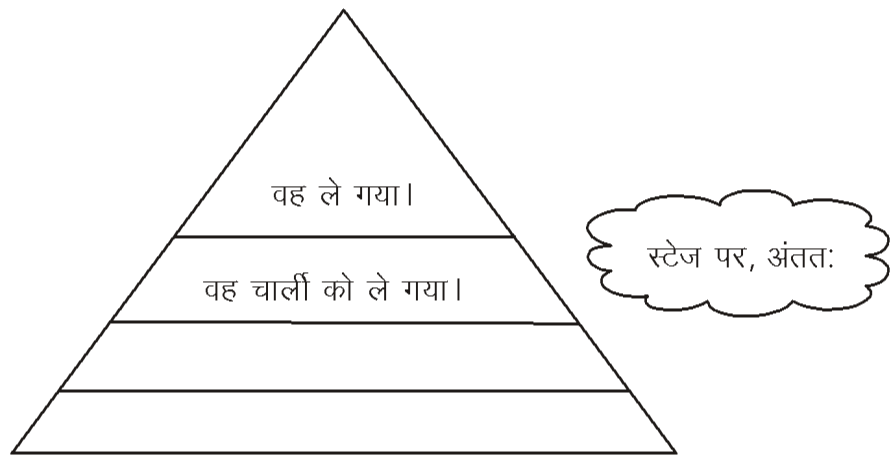 वह ले गया।
वह चार्ली को ले गया।
स्टेज पर, अंतत: